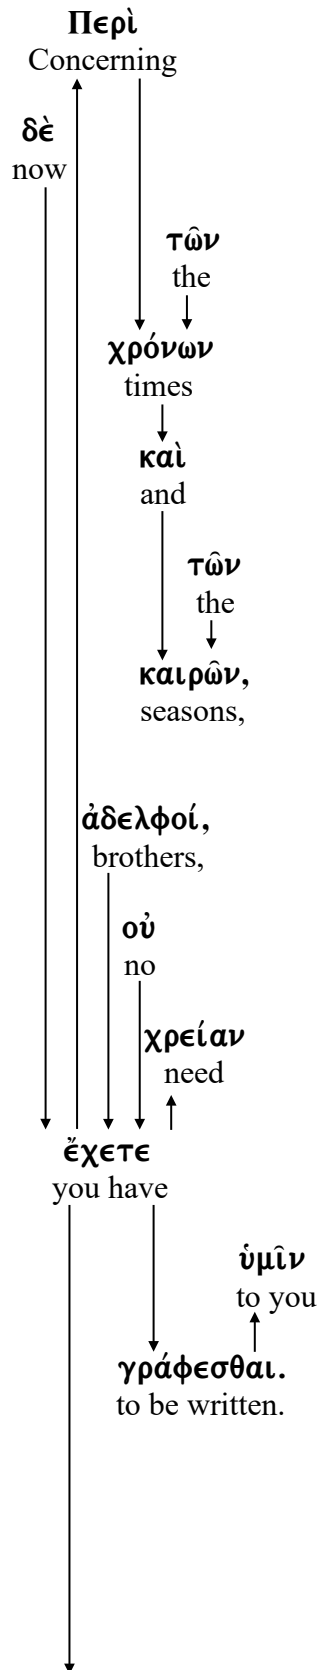 Περὶ
Concerning
δὲ
now
τῶν
the
χρόνων
times
καὶ
and
τῶν
the
καιρῶν,
seasons,
ἀδελφοί,
brothers,
οὐ
no
χρείαν
need
ἔχετε
you have
ὑμῖν
to you
γράφεσθαι.
to be written.